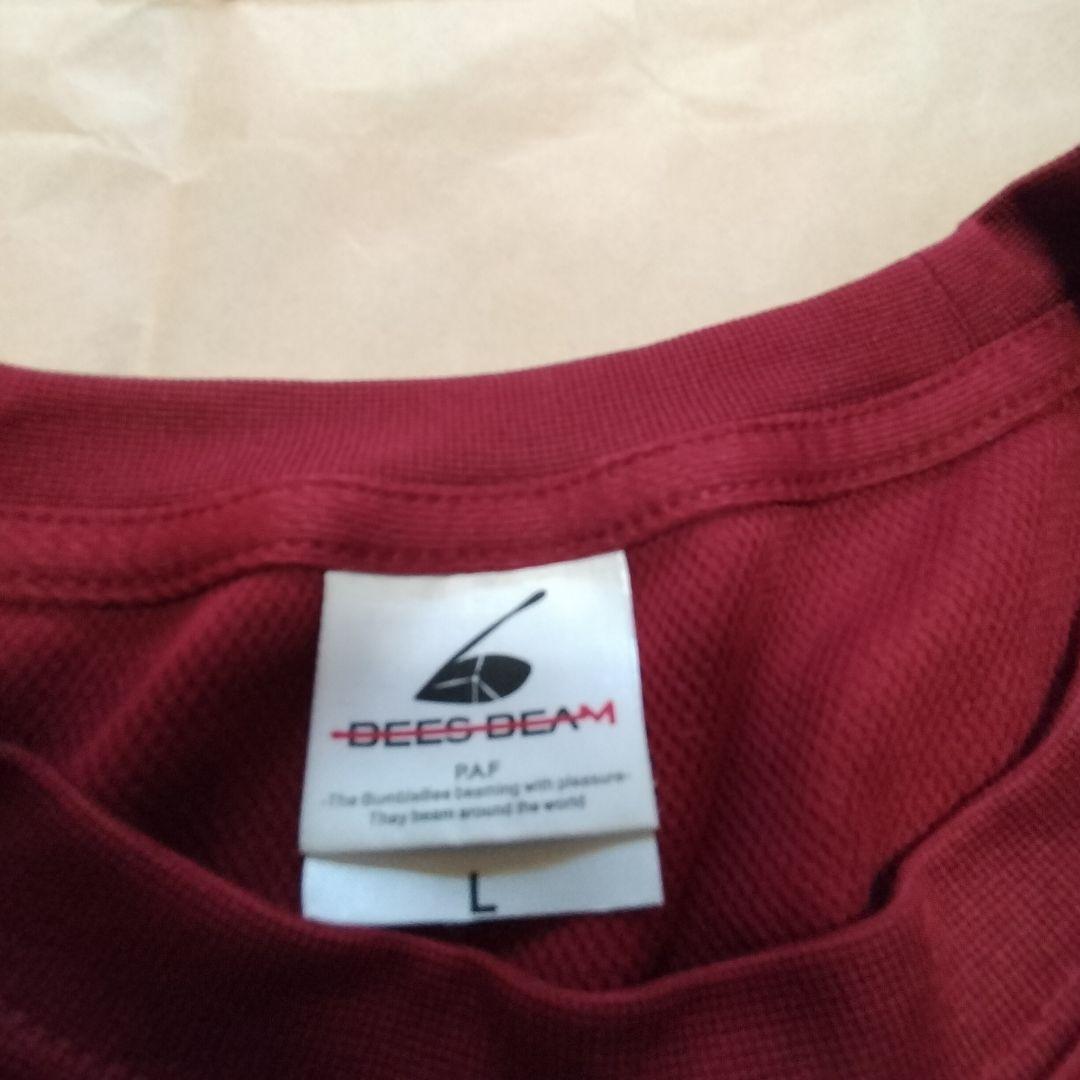 BEES BEAM
P.A.F
-The BumbleBee beaming with pleasure-
They beam around the world
L